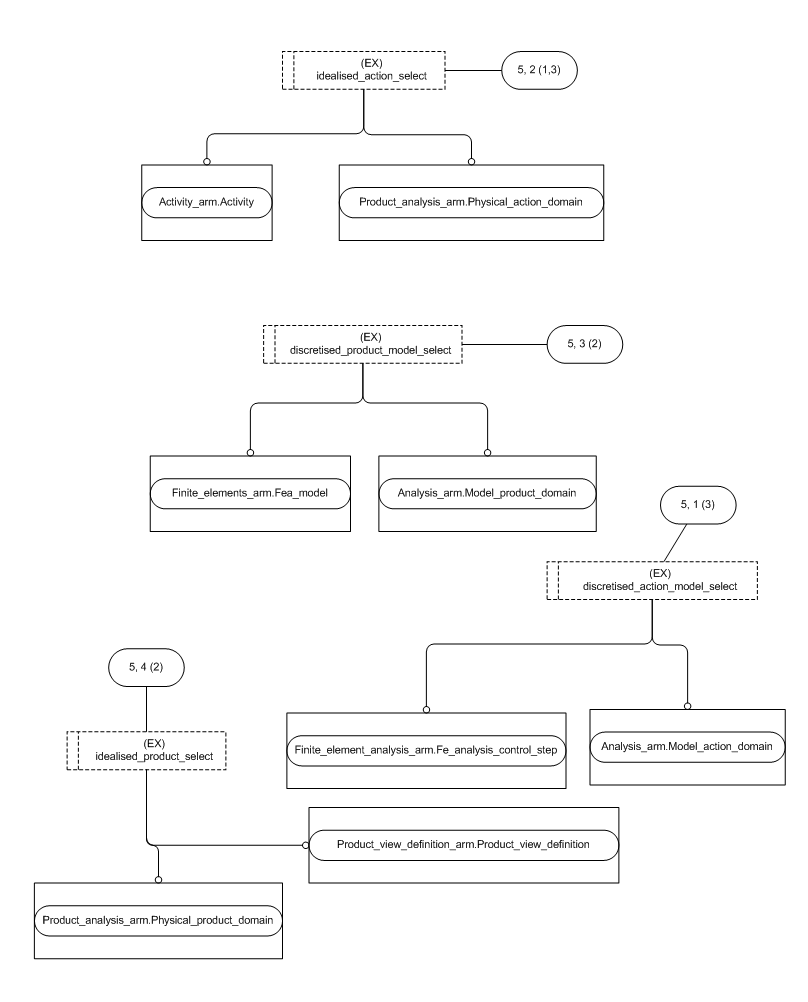 (EX)
idealised_action_select
5, 2 (1,3)
Activity_arm.Activity
Product_analysis_arm.Physical_action_domain
(EX)
discretised_product_model_select
5, 3 (2)
Finite_elements_arm.Fea_model
Analysis_arm.Model_product_domain
5, 1 (3)
(EX)
discretised_action_model_select
5, 4 (2)
(EX)
idealised_product_select
Finite_element_analysis_arm.Fe_analysis_control_step
Analysis_arm.Model_action_domain
Product_view_definition_arm.Product_view_definition
Product_analysis_arm.Physical_product_domain